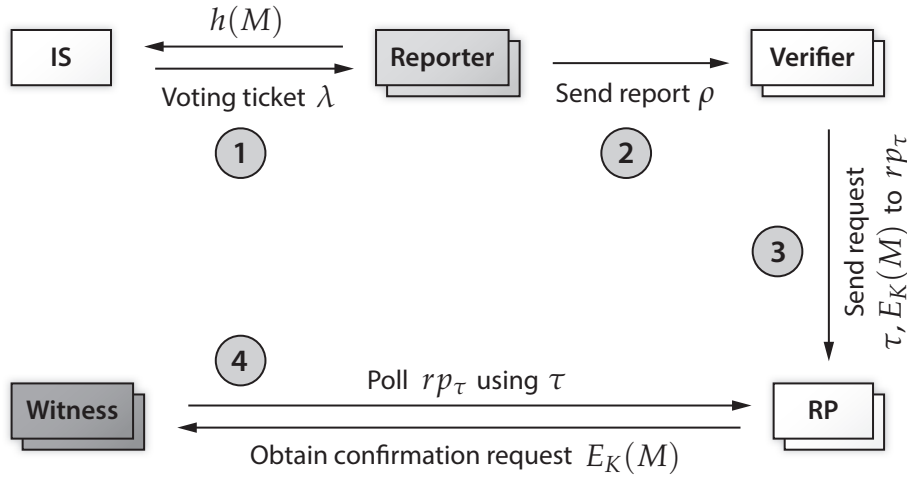 h(M)
IS
Reporter
Verifier
Voting ticket λ
Send report ρ
1
2
Send request
τ, E_K(M) to rp_τ
3
4
Poll rp_τ using τ
Witness
RP
Obtain confirmation request E_K(M)